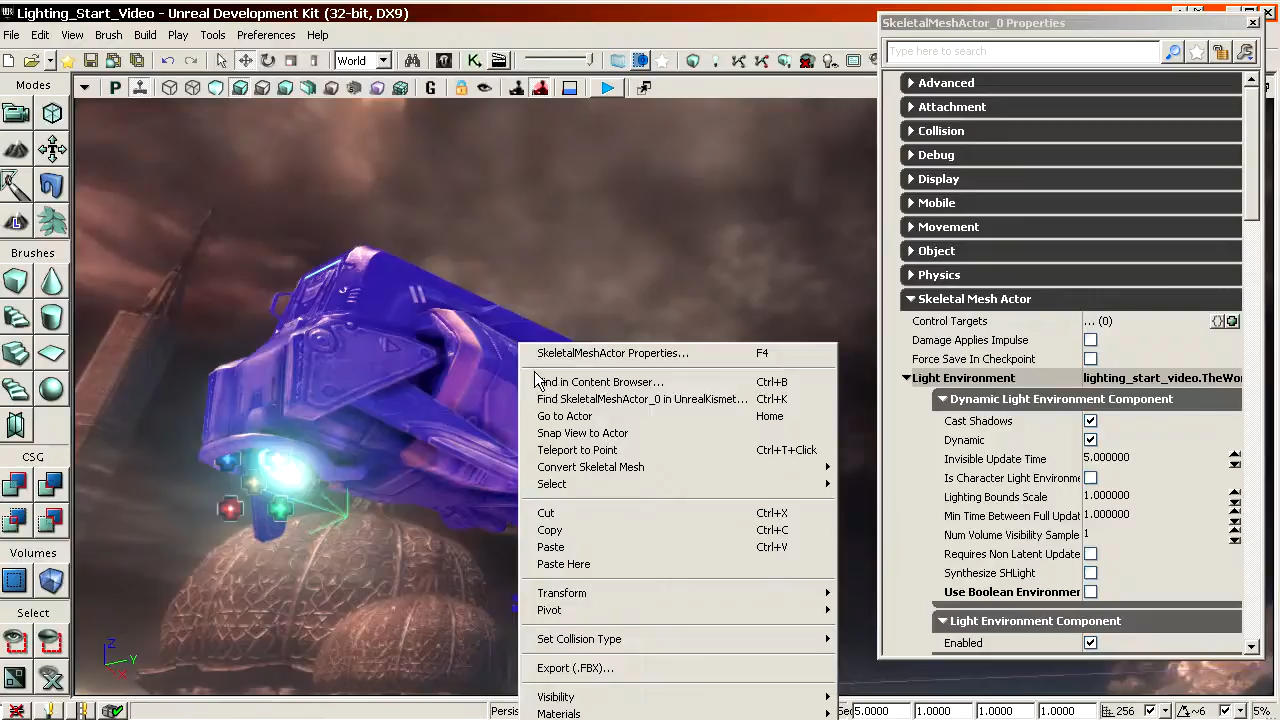 Lighting_Start_Video - Unreal Development Kit (32-bit, DX9)
File Edit View Brush Build Play Tools Preferences Help
World
Modes
P
G
Brushes
CSG
Volumes
Select
SkeletalMeshActor Properties... F4
Find in Content Browser... Ctrl+B
Find SkeletalMeshActor_0 in UnrealKismet... Ctrl+K
Go to Actor Home
Snap View to Actor
Teleport to Point Ctrl+T+Click
Convert Skeletal Mesh
Select
Cut Ctrl+X
Copy Ctrl+C
Paste Ctrl+V
Paste Here
Transform
Pivot
Set Collision Type
Export (.FBX)...
Visibility
Materials
SkeletalMeshActor_0 Properties
Type here to search
Advanced
Attachment
Collision
Debug
Display
Mobile
Movement
Object
Physics
Skeletal Mesh Actor
Control Targets ... (0)
Damage Applies Impulse
Force Save In Checkpoint
Light Environment lighting_start_video.TheWor
Dynamic Light Environment Component
Cast Shadows
Dynamic
Invisible Update Time 5.000000
Is Character Light Environme
Lighting Bounds Scale 1.000000
Min Time Between Full Updat 1.000000
Num Volume Visibility Sample 1
Requires Non Latent Update
Synthesize SHLight
Use Boolean Environmer
Light Environment Component
Enabled
Z
Y
X
Persis
5.0000 1.0000 1.0000 1.0000 256 ~6 5%